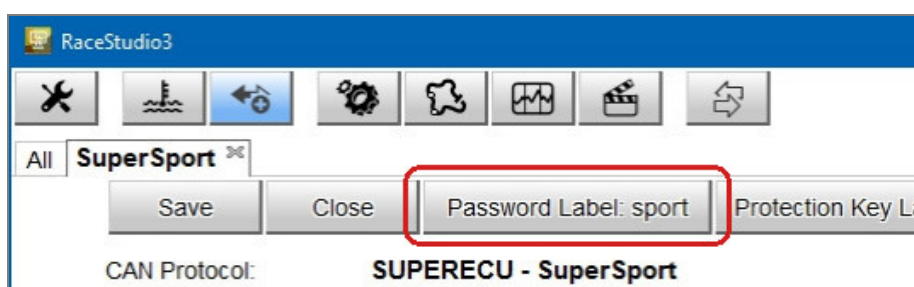 RaceStudio3
All SuperSport
Save Close Password Label: sport Protection Key La
CAN Protocol: SUPERECU - SuperSport